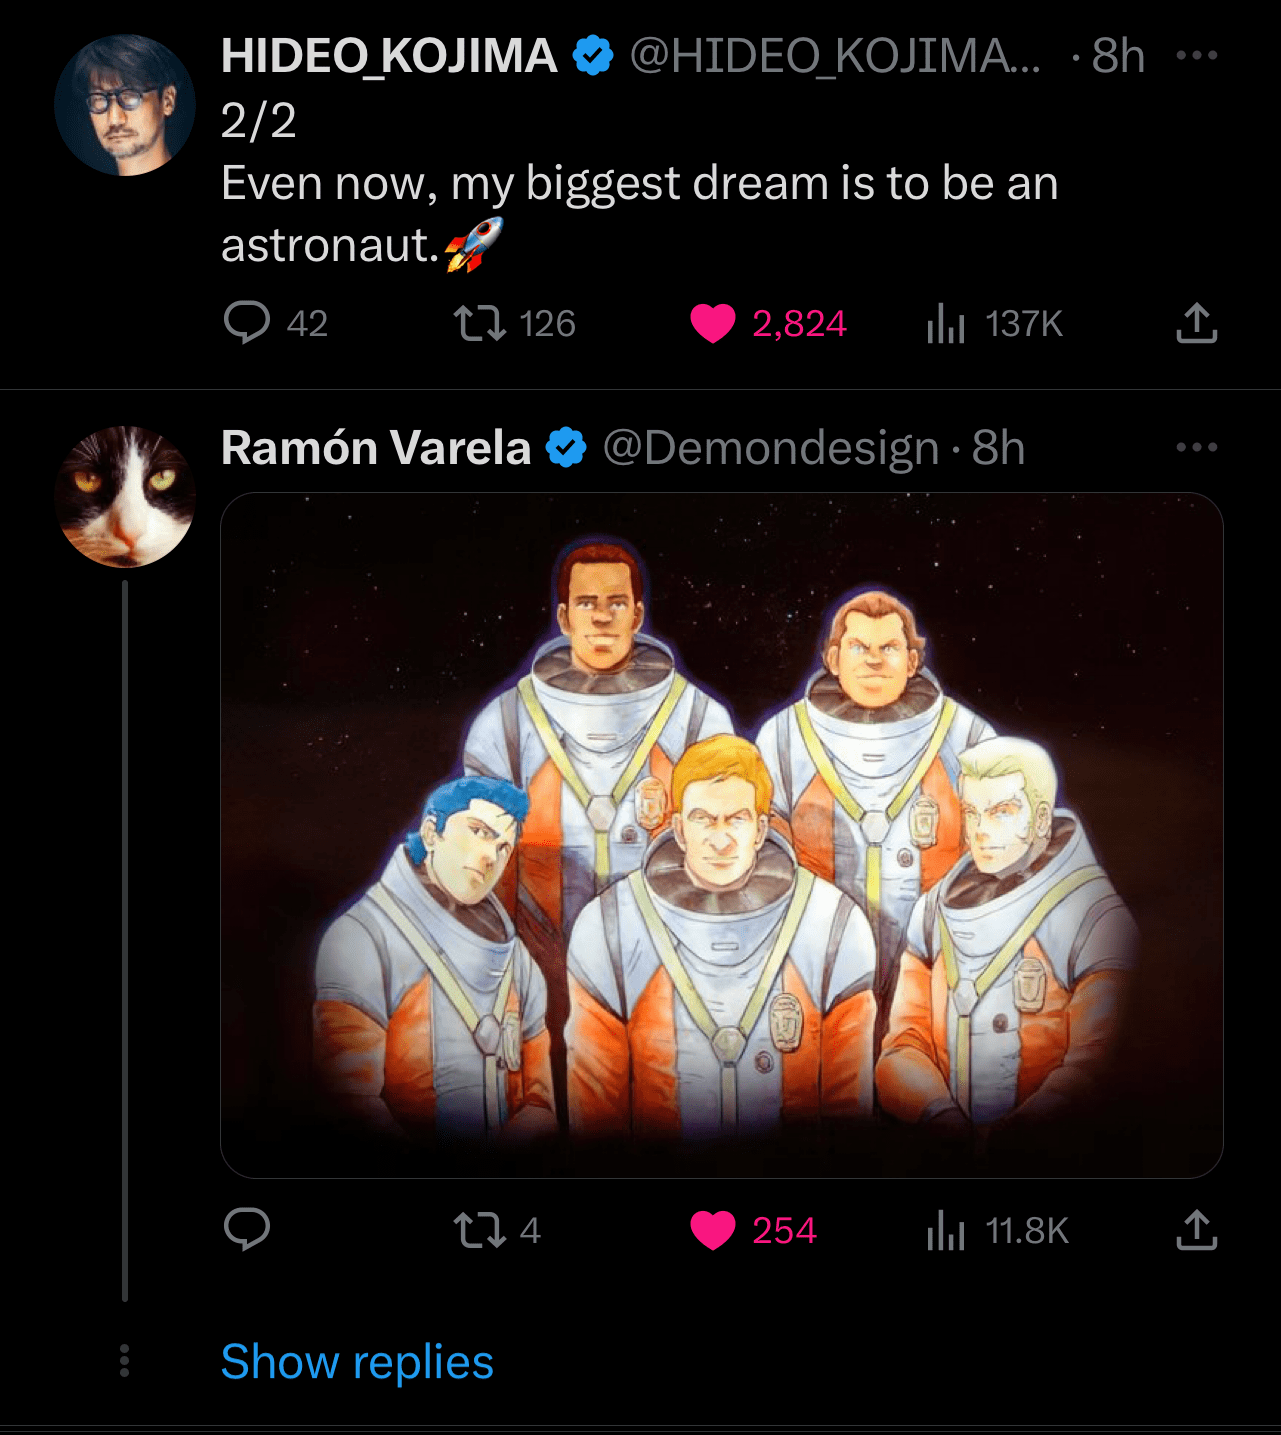 HIDEO_KOJIMA @HIDEO_KOJIMA... · 8h
2/2
Even now, my biggest dream is to be an
astronaut.🚀
42 126 2,824 137K
Ramón Varela @Demondesign · 8h
4 254 11.8K
Show replies